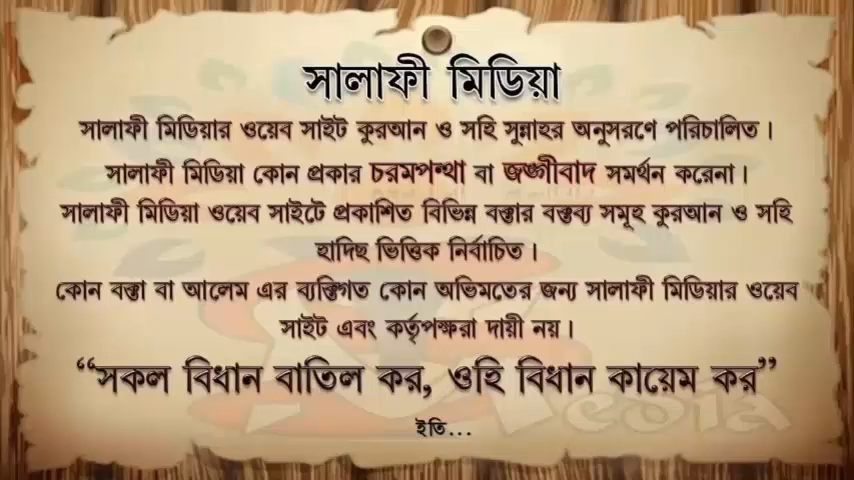 সালাফী মিডিয়া
সালাফী মিডিয়ার ওয়েব সাইট কুরআন ও সহি সুন্নাহর অনুসরণে পরিচালিত।
সালাফী মিডিয়া কোন প্রকার চরমপন্থা বা জঙ্গীবাদ সমর্থন করেনা।
সালাফী মিডিয়া ওয়েব সাইটে প্রকাশিত বিভিন্ন বক্তার বক্তব্য সমূহ কুরআন ও সহি
হাদিছ ভিত্তিক নির্বাচিত।
কোন বক্তা বা আলেম এর ব্যক্তিগত কোন অভিমতের জন্য সালাফী মিডিয়ার ওয়েব
সাইট এবং কর্তৃপক্ষরা দায়ী নয়।
“সকল বিধান বাতিল কর, ওহি বিধান কায়েম কর”
ইতি...